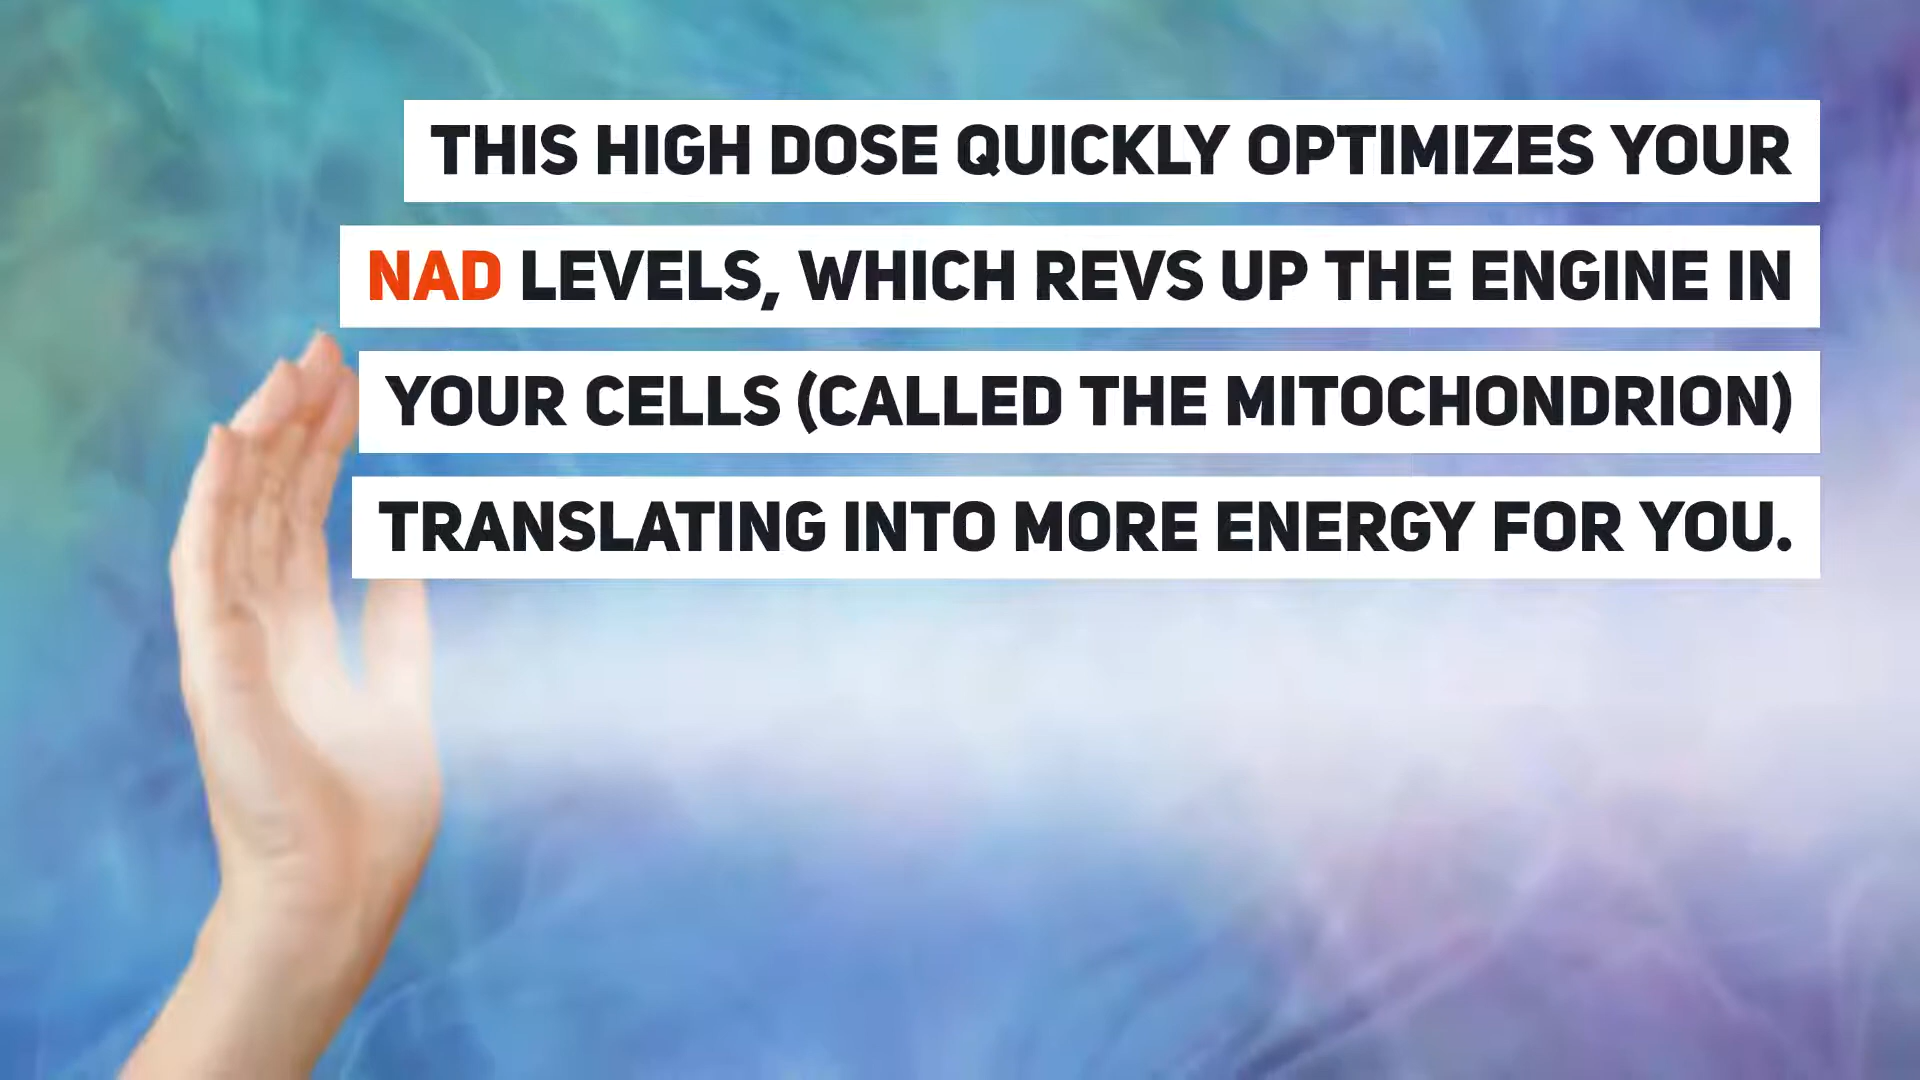 THIS HIGH DOSE QUICKLY OPTIMIZES YOUR
NAD LEVELS, WHICH REVS UP THE ENGINE IN
YOUR CELLS (CALLED THE MITOCHONDRION)
TRANSLATING INTO MORE ENERGY FOR YOU.